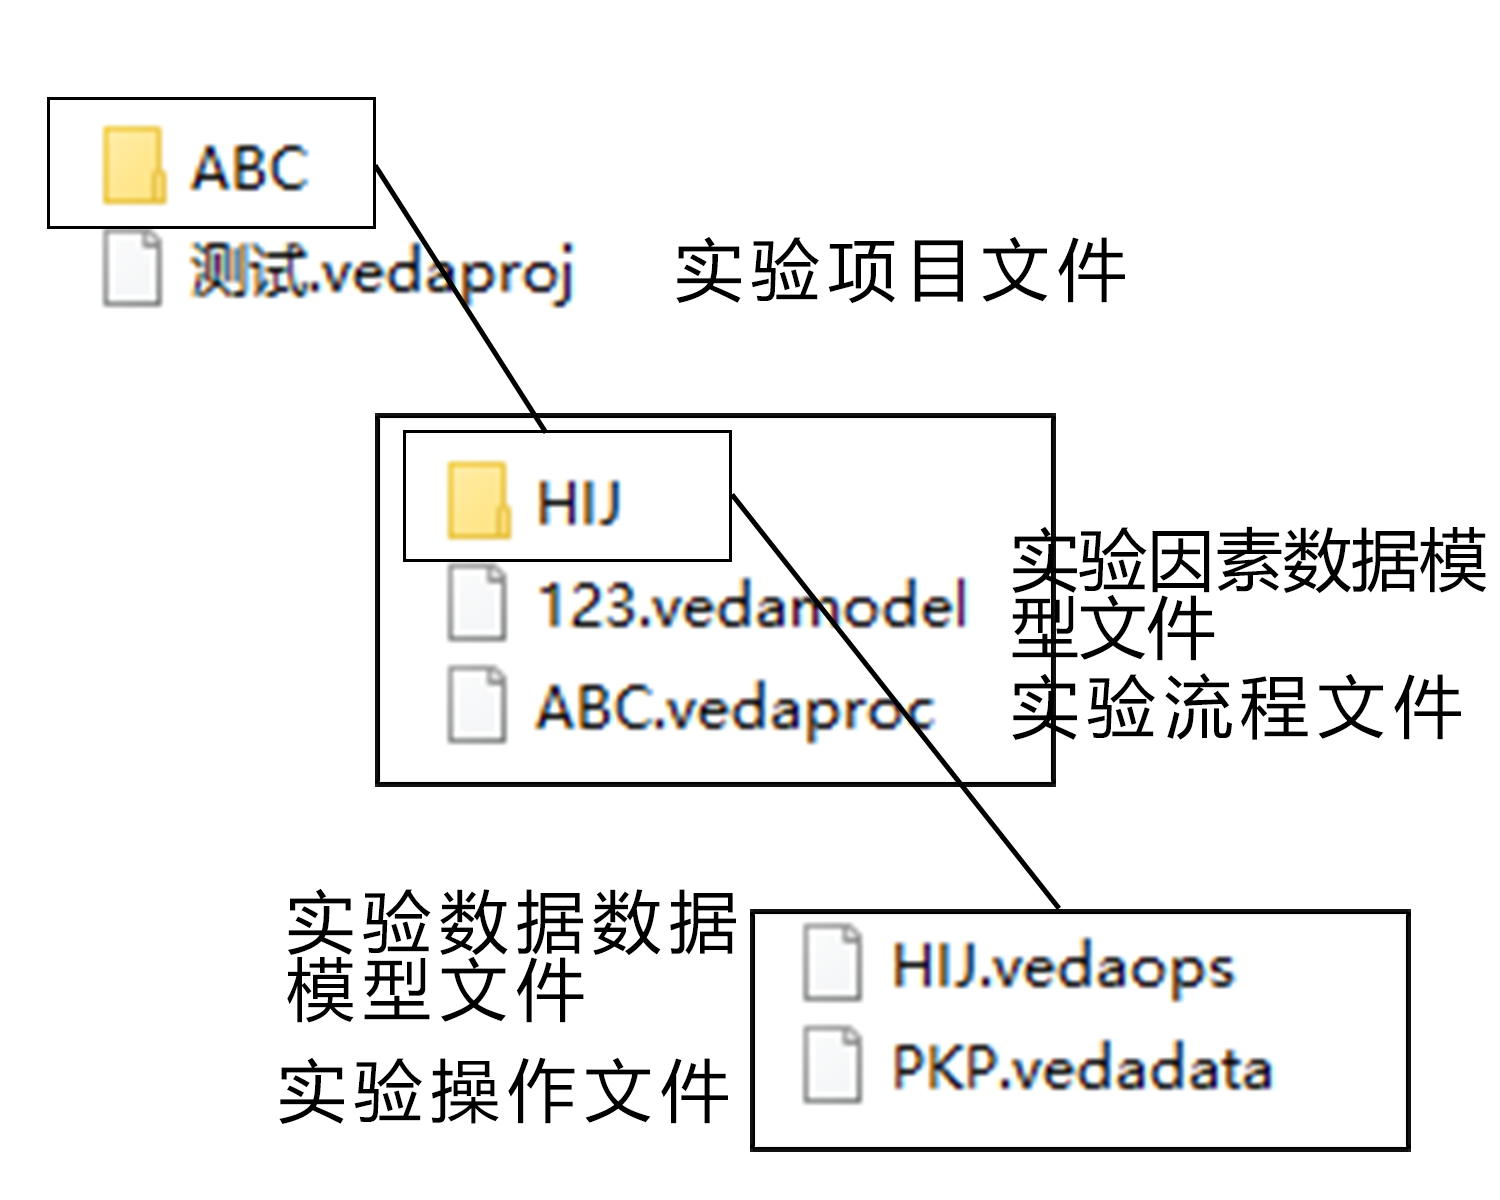 ABC
测试.vedaproj
实验项目文件
HIJ
123.vedamodel
实验因素数据模
型文件
ABC.vedaproc
实验流程文件
实验数据数据
模型文件
HIJ.vedaops
实验操作文件
PKP.vedadata